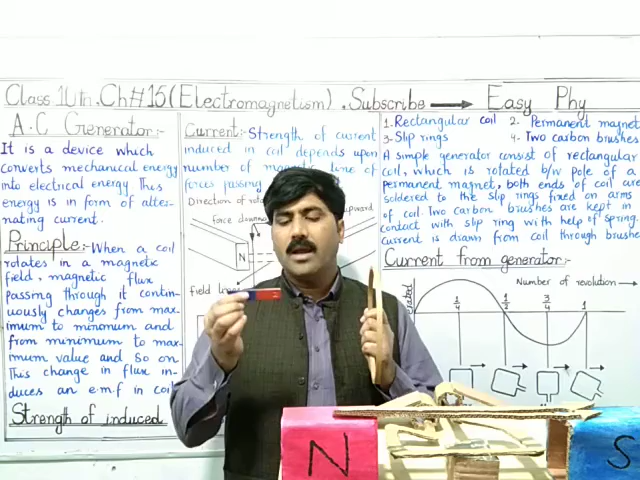 Class 10th, Ch# 15 (Electromagnetism). Subscribe → Easy Phy
A.C Generator:-
It is a device which
converts mechanical energy
into electrical energy This
energy is in form of alter-
nating current.
Principle:- When a coil
rotates in a magnetic
field, magnetic flux
Passing through it contin-
uously changes from max-
imum to minimum and
from minimum to max-
imum value and So on
This change in flux in-
duces an e.m.f in coil
Strength of induced
Current:- Strength of current
induced in coil depends upon
number of line of
forces passing
Direction of
force upward
N
field
1. Rectangular coil 2. Permanent magnet
3. Slip rings 4. Two carbon brushes
A simple generator consist of rectangular
coil, which is rotated b/w pole of a
permanent magnet, both ends of coil are
soldered to the slip rings fixed on arms
of coil Two carbon brushes are kept in
contact with slip ring with help of Spring
Current is drawn from coil through brushe
Current from generator:-
Number of revolution →
1/4 1/2 3/4 1
N
S